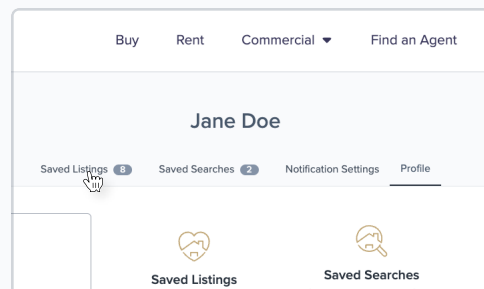 Buy Rent Commercial Find an Agent
Jane Doe
Saved Listings 8 Saved Searches 2 Notification Settings Profile
Saved Listings Saved Searches